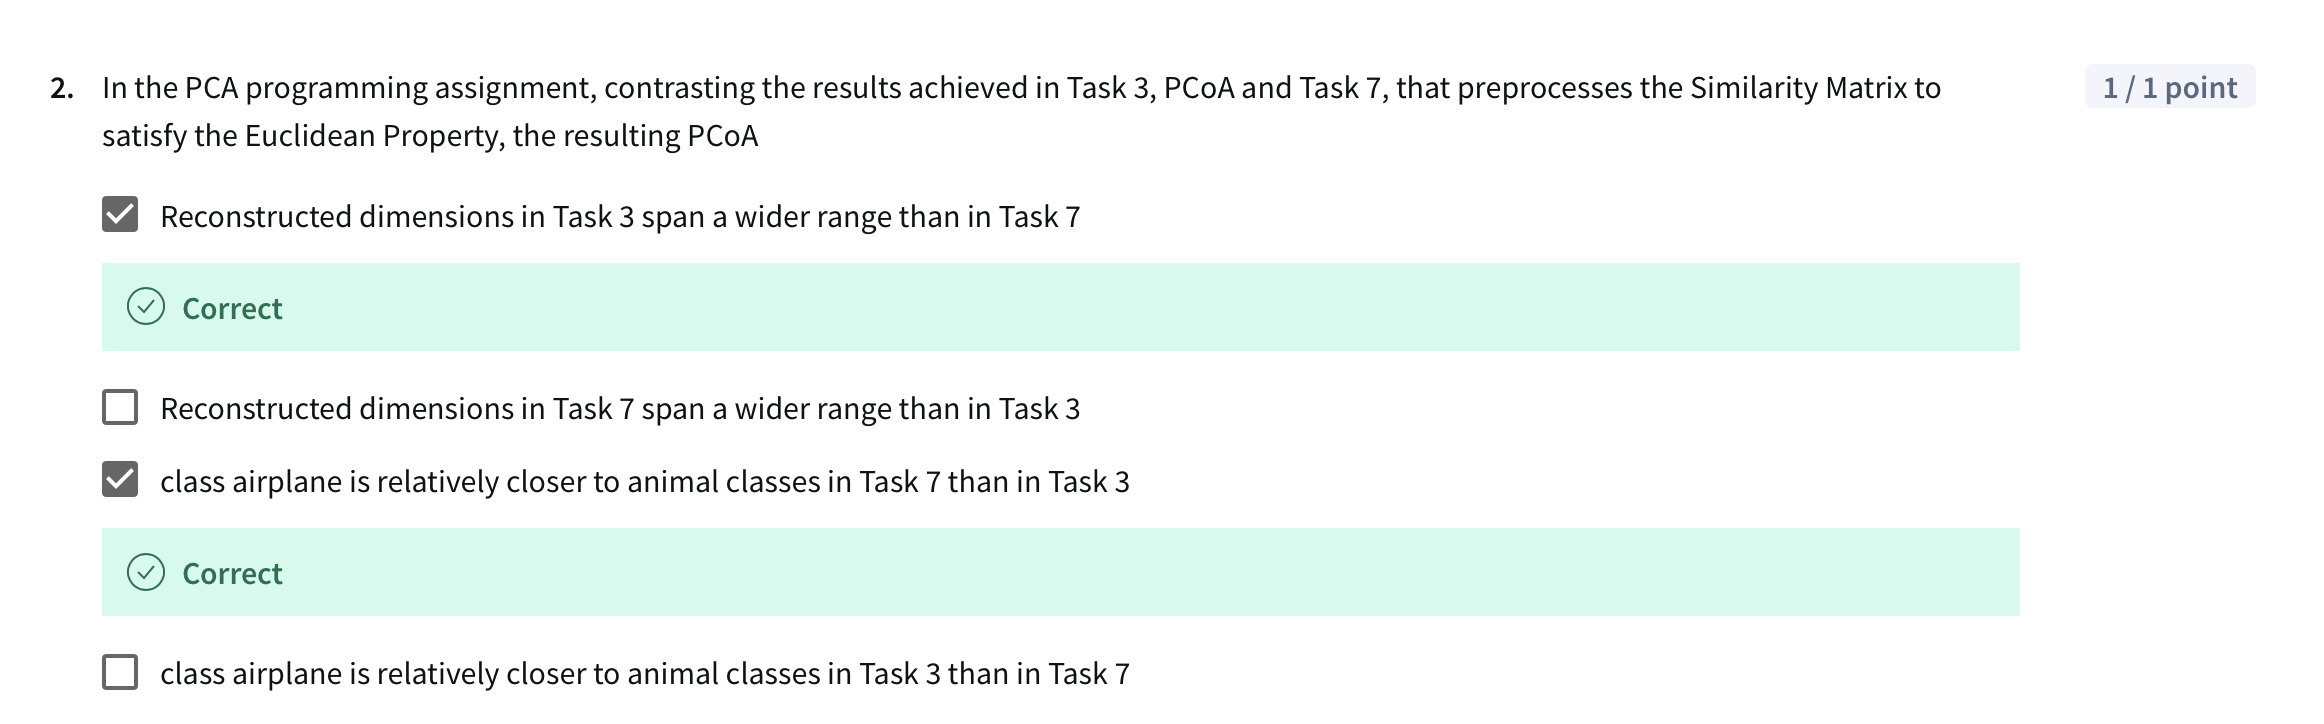 2. In the PCA programming assignment, contrasting the results achieved in Task 3, PCoA and Task 7, that preprocesses the Similarity Matrix to
1 / 1 point
satisfy the Euclidean Property, the resulting PCoA
Reconstructed dimensions in Task 3 span a wider range than in Task 7
Correct
Reconstructed dimensions in Task 7 span a wider range than in Task 3
class airplane is relatively closer to animal classes in Task 7 than in Task 3
Correct
class airplane is relatively closer to animal classes in Task 3 than in Task 7